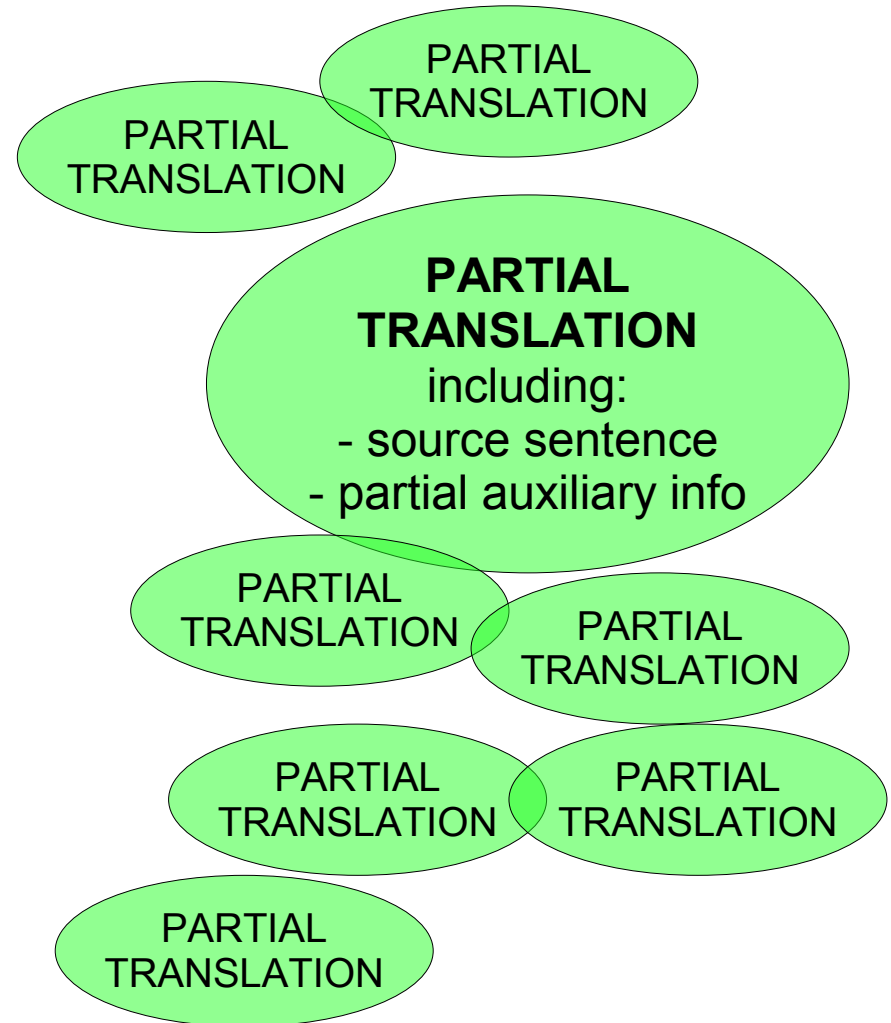 PARTIAL
TRANSLATION
PARTIAL
TRANSLATION
PARTIAL
TRANSLATION
including:
- source sentence
- partial auxiliary info
PARTIAL
TRANSLATION
PARTIAL
TRANSLATION
PARTIAL
TRANSLATION
PARTIAL
TRANSLATION
PARTIAL
TRANSLATION